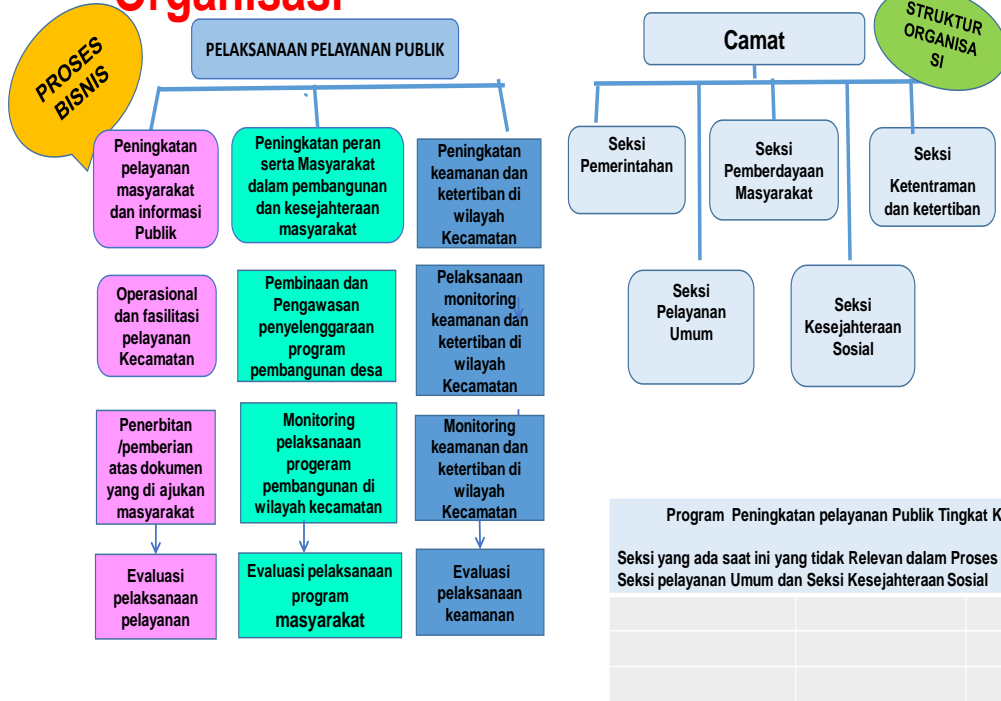 Organisasi
PROSES
BISNIS
PELAKSANAAN PELAYANAN PUBLIK
Peningkatan
pelayanan
masyarakat
dan informasi
Publik
Peningkatan peran
serta Masyarakat
dalam pembangunan
dan kesejahteraan
masyarakat
Peningkatan
keamanan dan
ketertiban di
wilayah
Kecamatan
Operasional
dan fasilitasi
pelayanan
Kecamatan
Pembinaan dan
Pengawasan
penyelenggaraan
program
pembangunan desa
Pelaksanaan
monitoring
keamanan dan
ketertiban di
wilayah
Kecamatan
Penerbitan
/pemberian
atas dokumen
yang di ajukan
masyarakat
Monitoring
pelaksanaan
progeram
pembangunan di
wilayah kecamatan
Monitoring
keamanan dan
ketertiban di
wilayah
Kecamatan
Evaluasi
pelaksanaan
pelayanan
Evaluasi pelaksanaan
program
masyarakat
Evaluasi
pelaksanaan
keamanan
STRUKTUR
ORGANISA
SI
Camat
Seksi
Pemerintahan
Seksi
Pemberdayaan
Masyarakat
Seksi
Ketentraman
dan ketertiban
Seksi
Pelayanan
Umum
Seksi
Kesejahteraan
Sosial
Program Peningkatan pelayanan Publik Tingkat K
Seksi yang ada saat ini yang tidak Relevan dalam Proses
Seksi pelayanan Umum dan Seksi Kesejahteraan Sosial